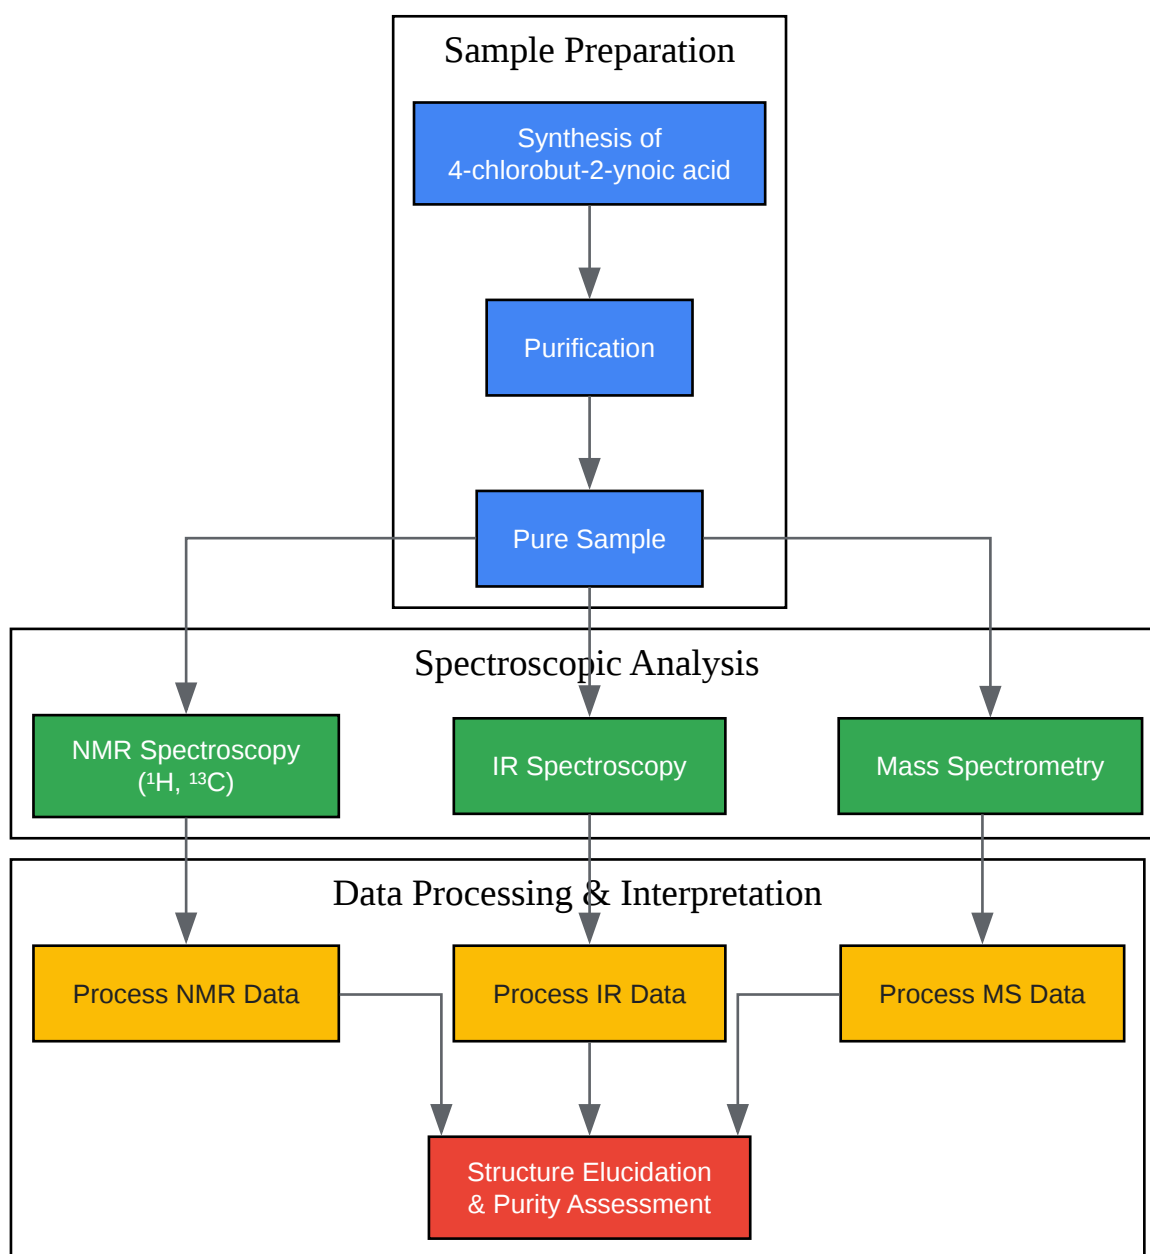 Sample Preparation
Synthesis of
4-chlorobut-2-ynoic acid
Purification
Pure Sample
Spectroscopic Analysis
NMR Spectroscopy
(¹H, ¹³C)
IR Spectroscopy
Mass Spectrometry
Data Processing & Interpretation
Process NMR Data
Process IR Data
Process MS Data
Structure Elucidation
& Purity Assessment